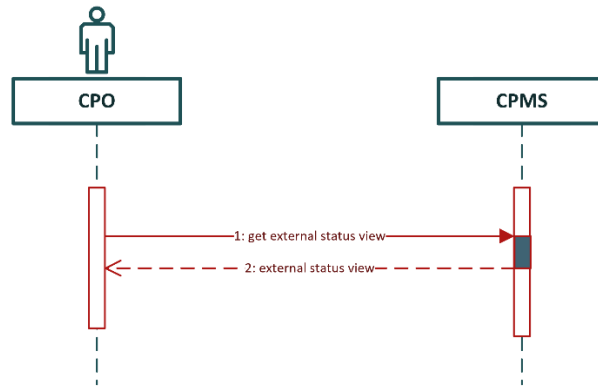 CPO
CPMS
1: get external status view
2: external status view